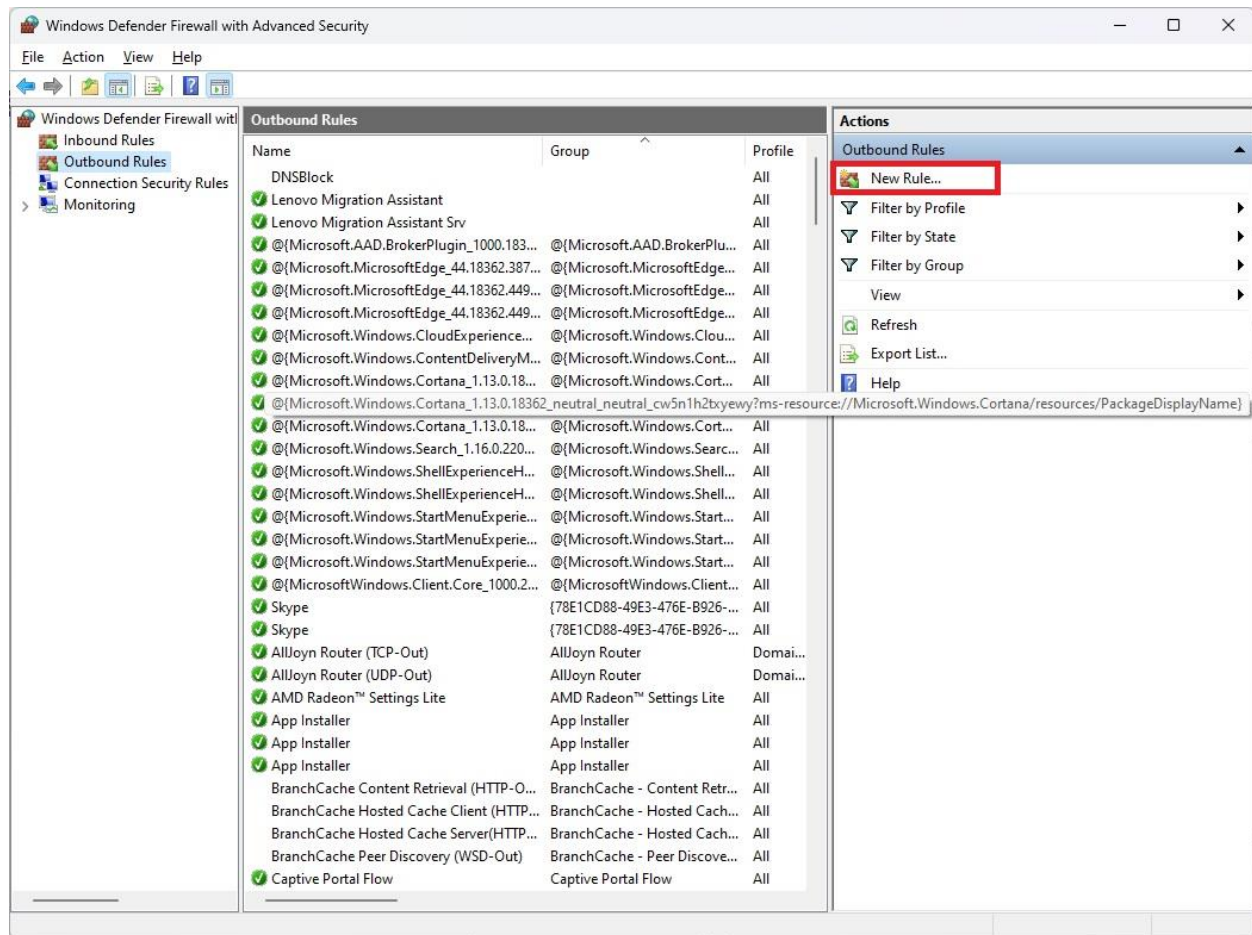 Windows Defender Firewall with Advanced Security
File Action View Help
Windows Defender Firewall witl
Inbound Rules
Outbound Rules
Connection Security Rules
Monitoring
Outbound Rules
Name Group Profile
DNSBlock All
Lenovo Migration Assistant All
Lenovo Migration Assistant Srv All
@{Microsoft.AAD.BrokerPlugin_1000.183... @{Microsoft.AAD.BrokerPlu... All
@{Microsoft.MicrosoftEdge_44.18362.387... @{Microsoft.MicrosoftEdge... All
@{Microsoft.MicrosoftEdge_44.18362.449... @{Microsoft.MicrosoftEdge... All
@{Microsoft.MicrosoftEdge_44.18362.449... @{Microsoft.MicrosoftEdge... All
@{Microsoft.Windows.CloudExperience... @{Microsoft.Windows.Clou... All
@{Microsoft.Windows.ContentDeliveryM... @{Microsoft.Windows.Cont... All
@{Microsoft.Windows.Cortana_1.13.0.18... @{Microsoft.Windows.Cort... All
@{Microsoft.Windows.Cortana_1.13.0.18362_neutral_neutral_cw5n1h2txyewy?ms-resource://Microsoft.Windows.Cortana/resources/PackageDisplayName}
@{Microsoft.Windows.Cortana_1.13.0.18... @{Microsoft.Windows.Cort... All
@{Microsoft.Windows.Search_1.16.0.220... @{Microsoft.Windows.Searc... All
@{Microsoft.Windows.ShellExperienceH... @{Microsoft.Windows.Shell... All
@{Microsoft.Windows.ShellExperienceH... @{Microsoft.Windows.Shell... All
@{Microsoft.Windows.StartMenuExperie... @{Microsoft.Windows.Start... All
@{Microsoft.Windows.StartMenuExperie... @{Microsoft.Windows.Start... All
@{Microsoft.Windows.StartMenuExperie... @{Microsoft.Windows.Start... All
@{MicrosoftWindows.Client.Core_1000.2... @{MicrosoftWindows.Client... All
Skype {78E1CD88-49E3-476E-B926-... All
Skype {78E1CD88-49E3-476E-B926-... All
AllJoyn Router (TCP-Out) AllJoyn Router Domai...
AllJoyn Router (UDP-Out) AllJoyn Router Domai...
AMD Radeon™ Settings Lite AMD Radeon™ Settings Lite All
App Installer App Installer All
App Installer App Installer All
App Installer App Installer All
BranchCache Content Retrieval (HTTP-O... BranchCache - Content Retr... All
BranchCache Hosted Cache Client (HTTP... BranchCache - Hosted Cach... All
BranchCache Hosted Cache Server(HTTP... BranchCache - Hosted Cach... All
BranchCache Peer Discovery (WSD-Out) BranchCache - Peer Discove... All
Captive Portal Flow Captive Portal Flow All
Actions
Outbound Rules
New Rule...
Filter by Profile
Filter by State
Filter by Group
View
Refresh
Export List...
Help